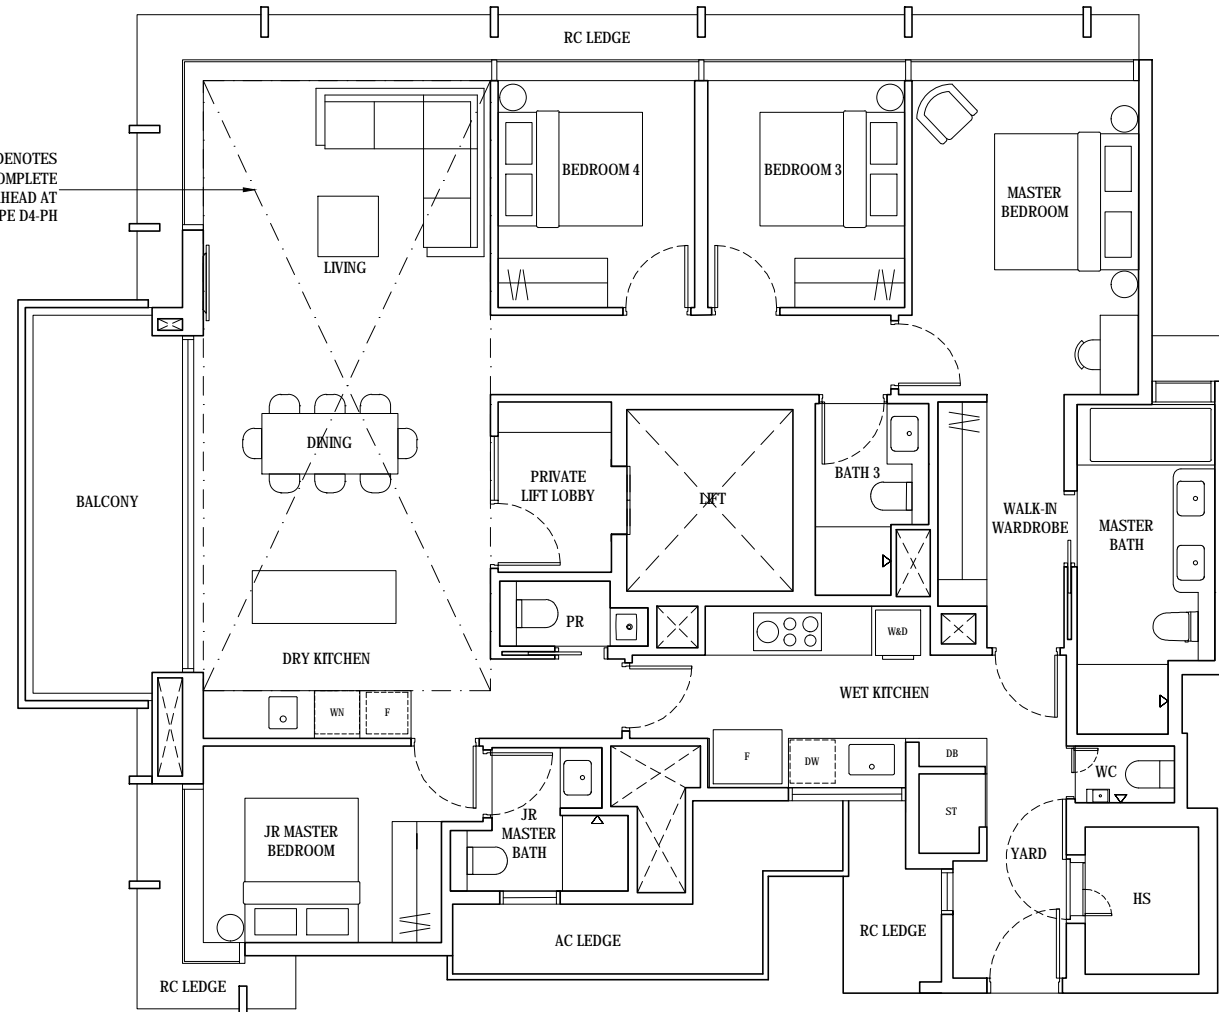 RC LEDGE
DENOTES
OMPLETE
HEAD AT
PE D4-PH
BEDROOM 4
BEDROOM 3
MASTER
BEDROOM
LIVING
DINING
BALCONY
PRIVATE
LIFT LOBBY
LIFT
BATH 3
WALK-IN
WARDROBE
MASTER
BATH
PR
W&D
DRY KITCHEN
WET KITCHEN
WN
F
F
DW
DB
WC
ST
JR MASTER
BEDROOM
JR
MASTER
BATH
YARD
HS
AC LEDGE
RC LEDGE
RC LEDGE